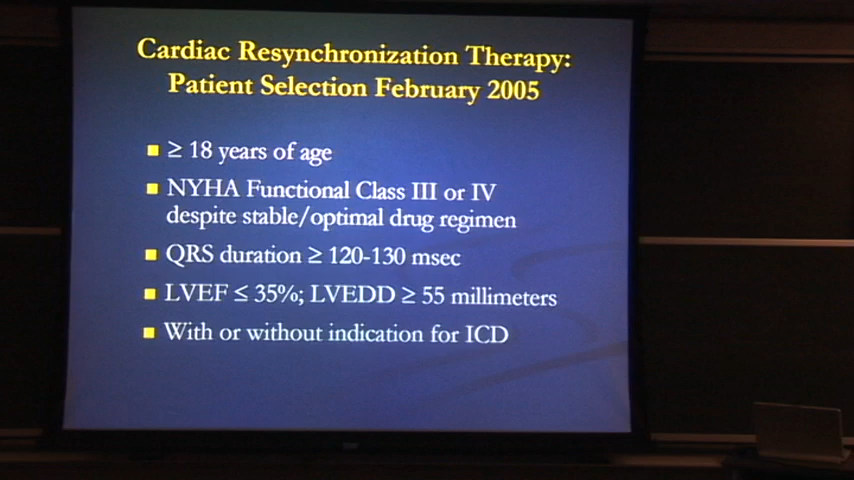 Cardiac Resynchronization Therapy:
Patient Selection February 2005
≥ 18 years of age
NYHA Functional Class III or IV
despite stable/optimal drug regimen
QRS duration ≥ 120-130 msec
LVEF ≤ 35%; LVEDD ≥ 55 millimeters
With or without indication for ICD